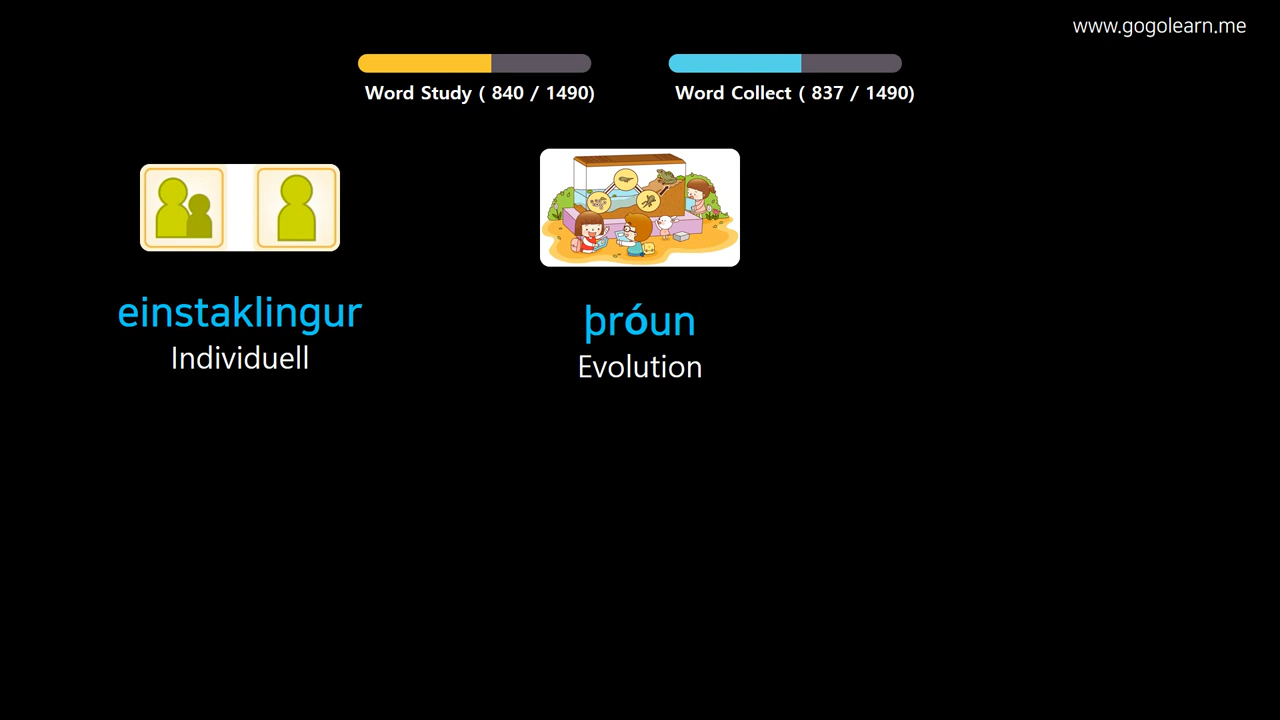 www.gogolearn.me
Word Study ( 840 / 1490)
Word Collect ( 837 / 1490)
einstaklingur
Individuell
þróun
Evolution